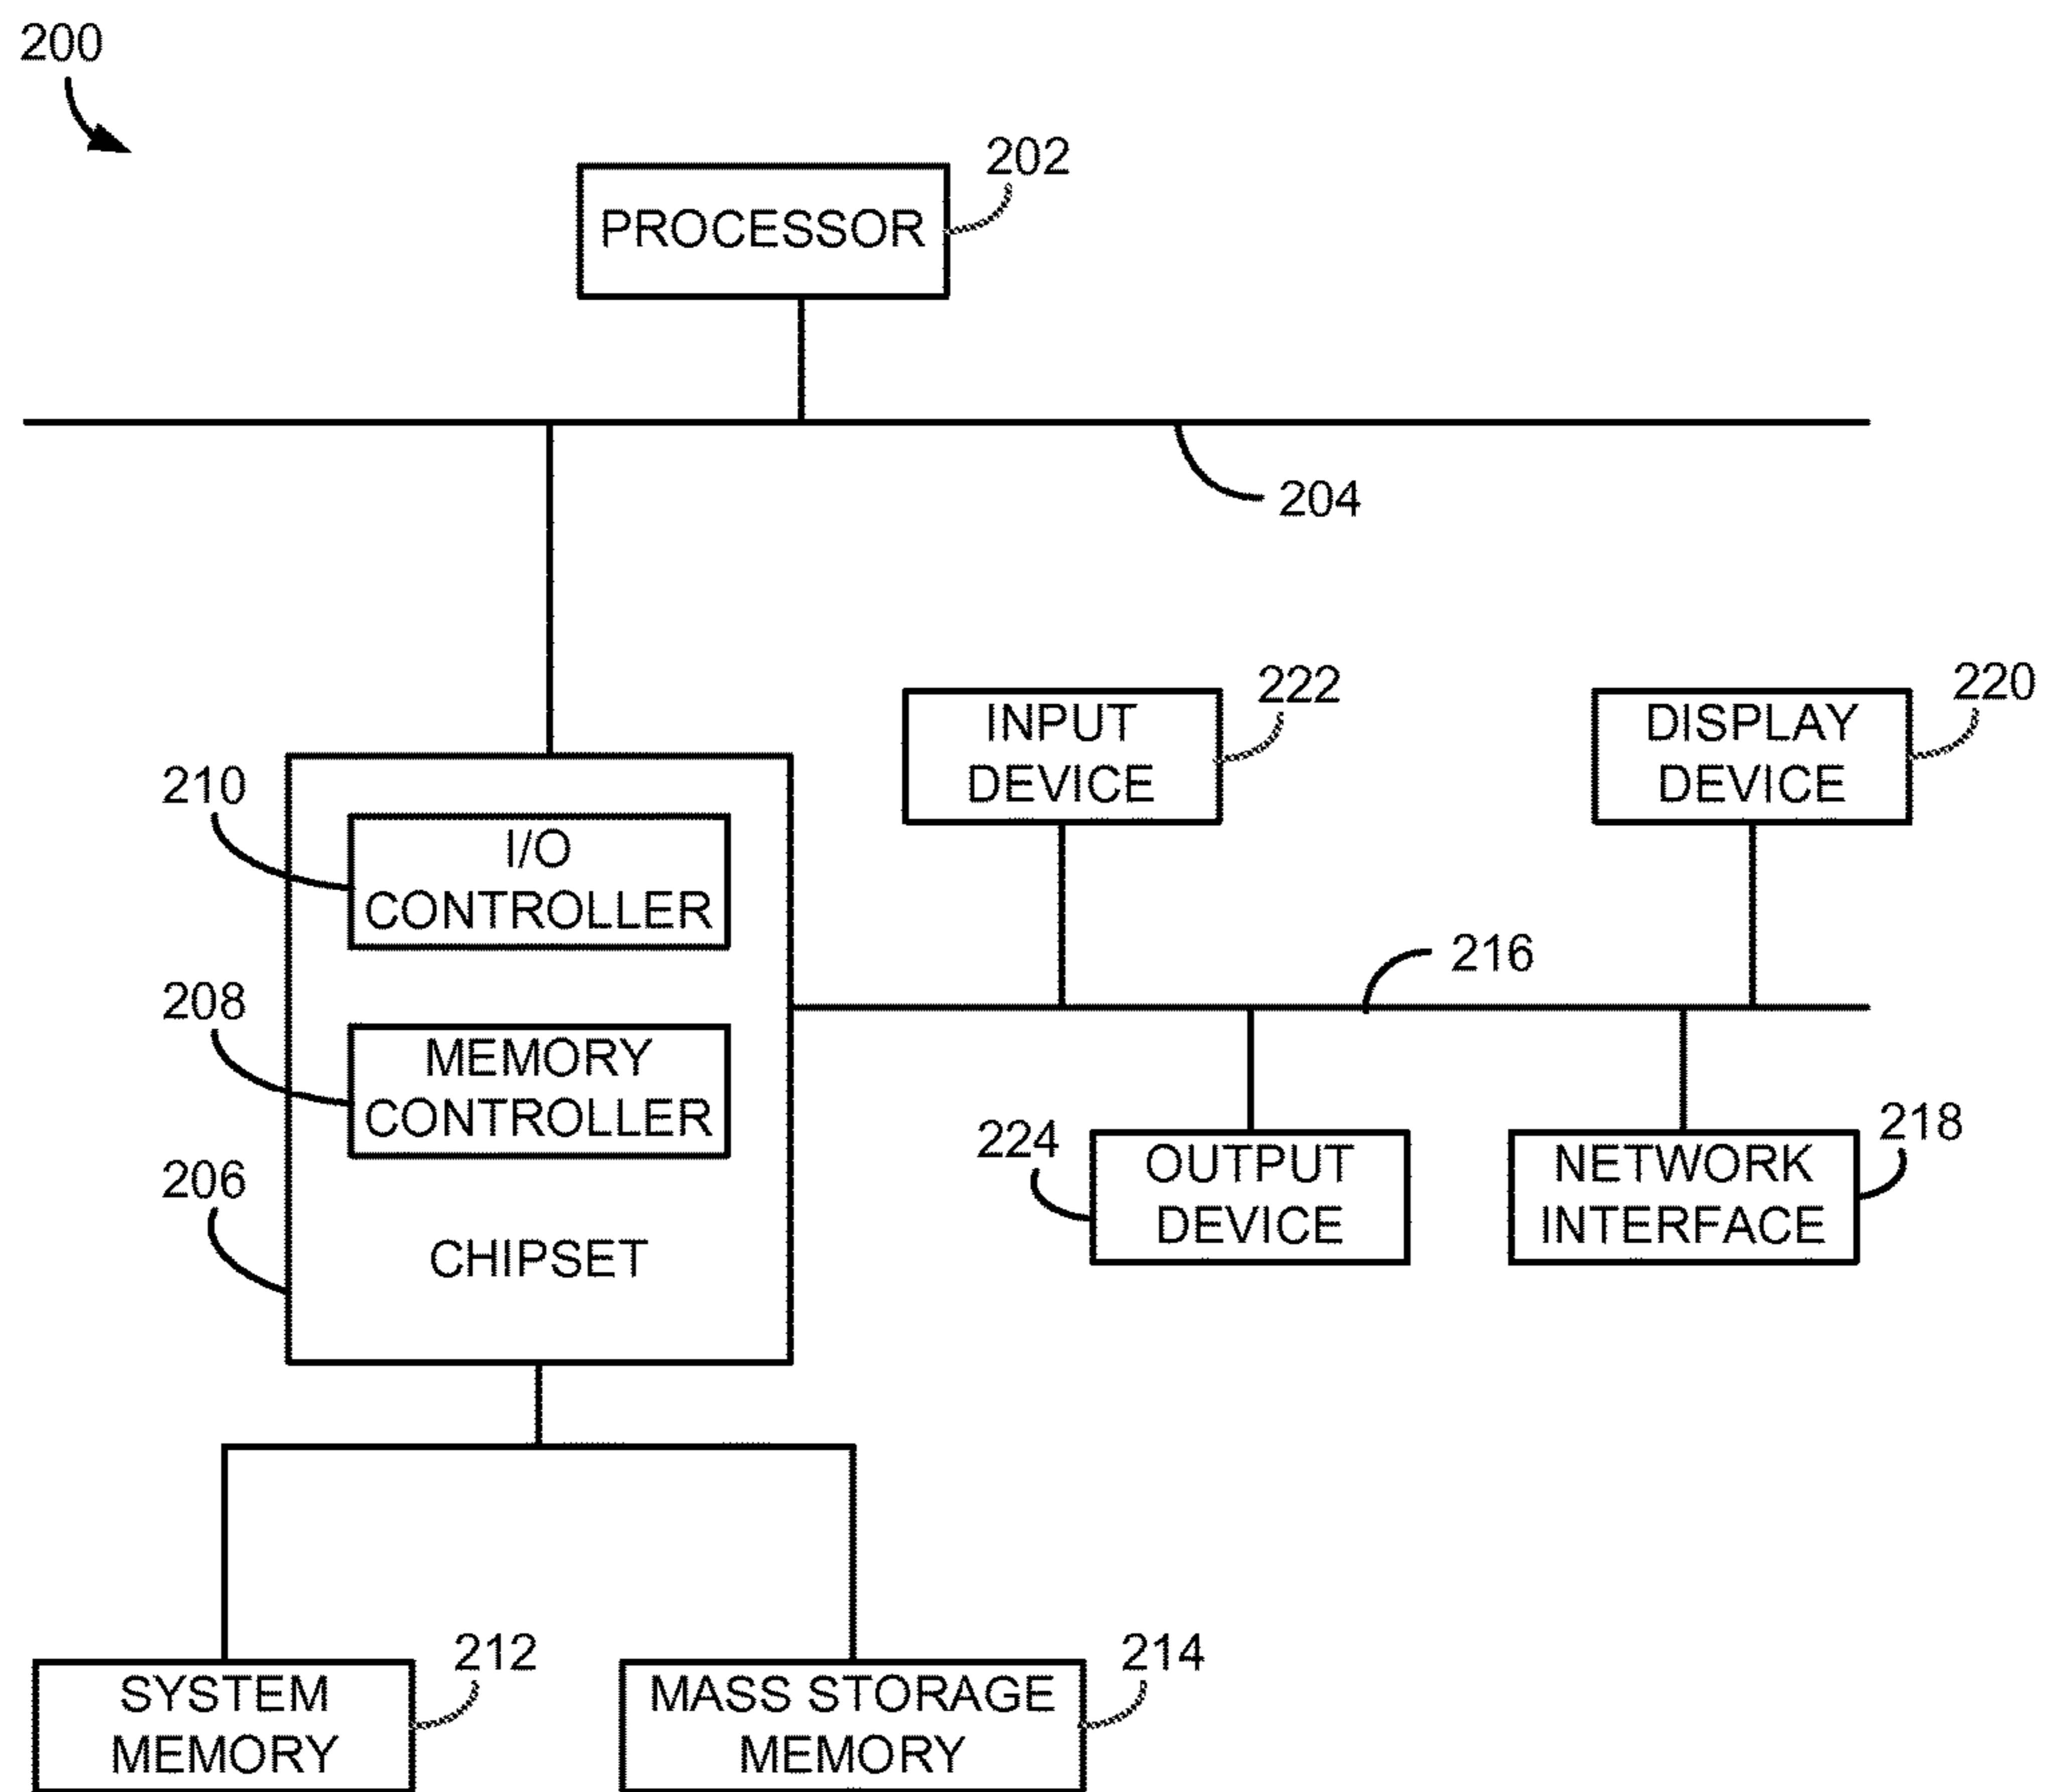 200
202
PROCESSOR
204
222
INPUT
DEVICE
220
DISPLAY
DEVICE
210
I/O
CONTROLLER
216
208
MEMORY
CONTROLLER
206
CHIPSET
224
OUTPUT
DEVICE
218
NETWORK
INTERFACE
212
SYSTEM
MEMORY
214
MASS STORAGE
MEMORY